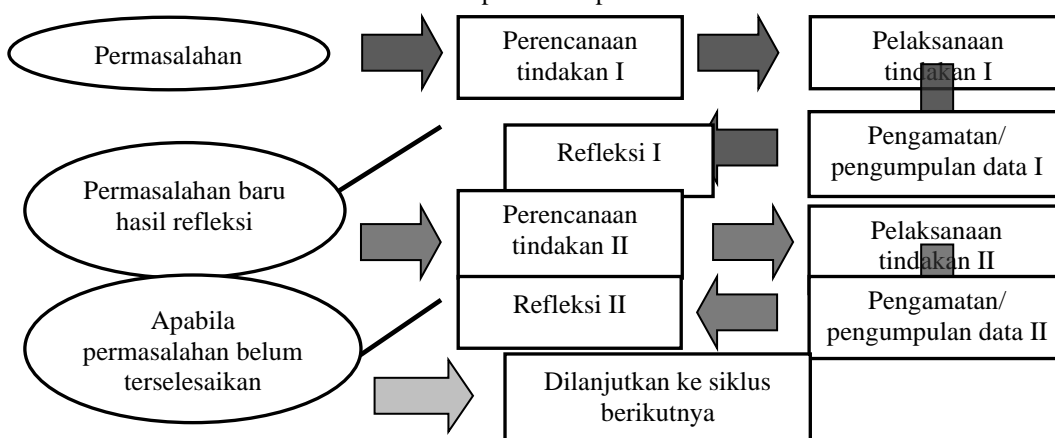 Permasalahan
Perencanaan
tindakan I
Pelaksanaan
tindakan I
Permasalahan baru
hasil refleksi
Refleksi I
Pengamatan/
pengumpulan data I
Perencanaan
tindakan II
Pelaksanaan
tindakan II
Apabila
permasalahan belum
terselesaikan
Refleksi II
Pengamatan/
pengumpulan data II
Dilanjutkan ke siklus
berikutnya